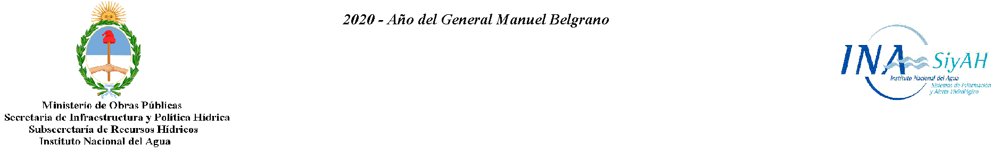 2020 - Año del General Manuel Belgrano
Ministerio de Obras Públicas
Secretaría de Infraestructura y Política Hídrica
Subsecretaría de Recursos Hídricos
Instituto Nacional del Agua
INA SiyAH
Instituto Nacional del Agua
Sistemas de Información
y Alerta Hidrológico